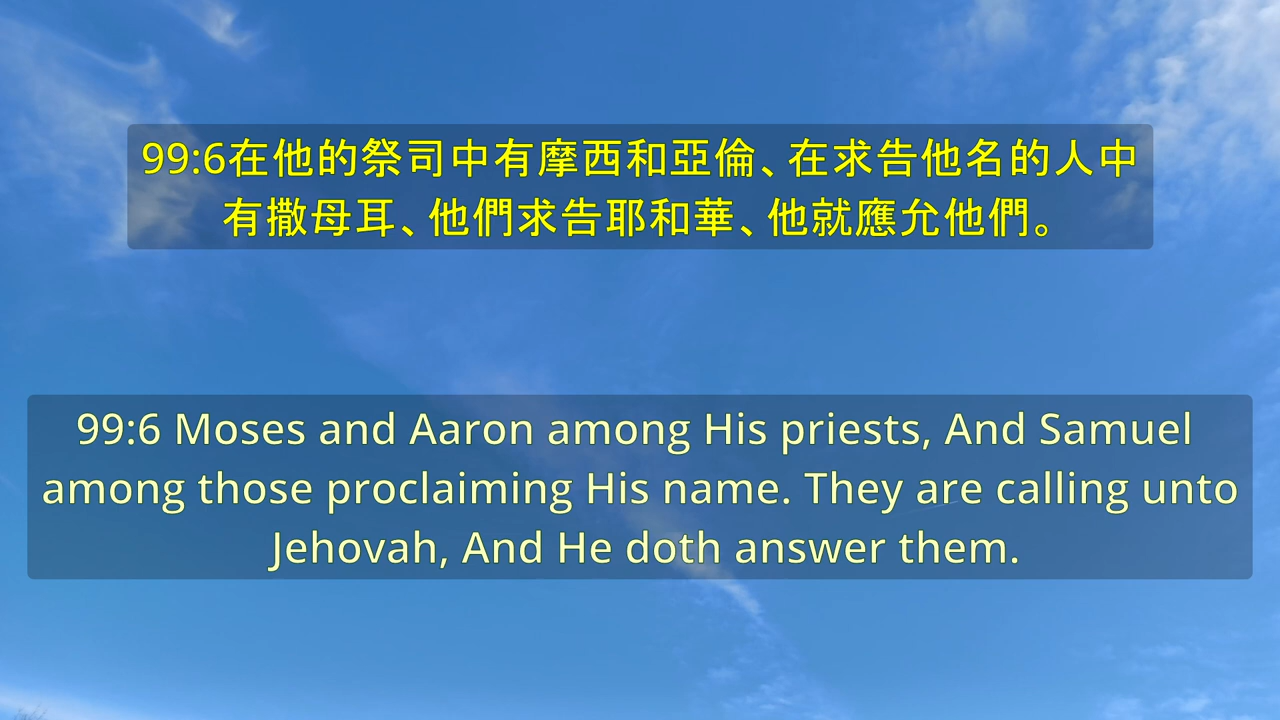 99:6在他的祭司中有摩西和亞倫、在求告他名的人中
有撒母耳、他們求告耶和華、他就應允他們。
99:6 Moses and Aaron among His priests, And Samuel
among those proclaiming His name. They are calling unto
Jehovah, And He doth answer them.